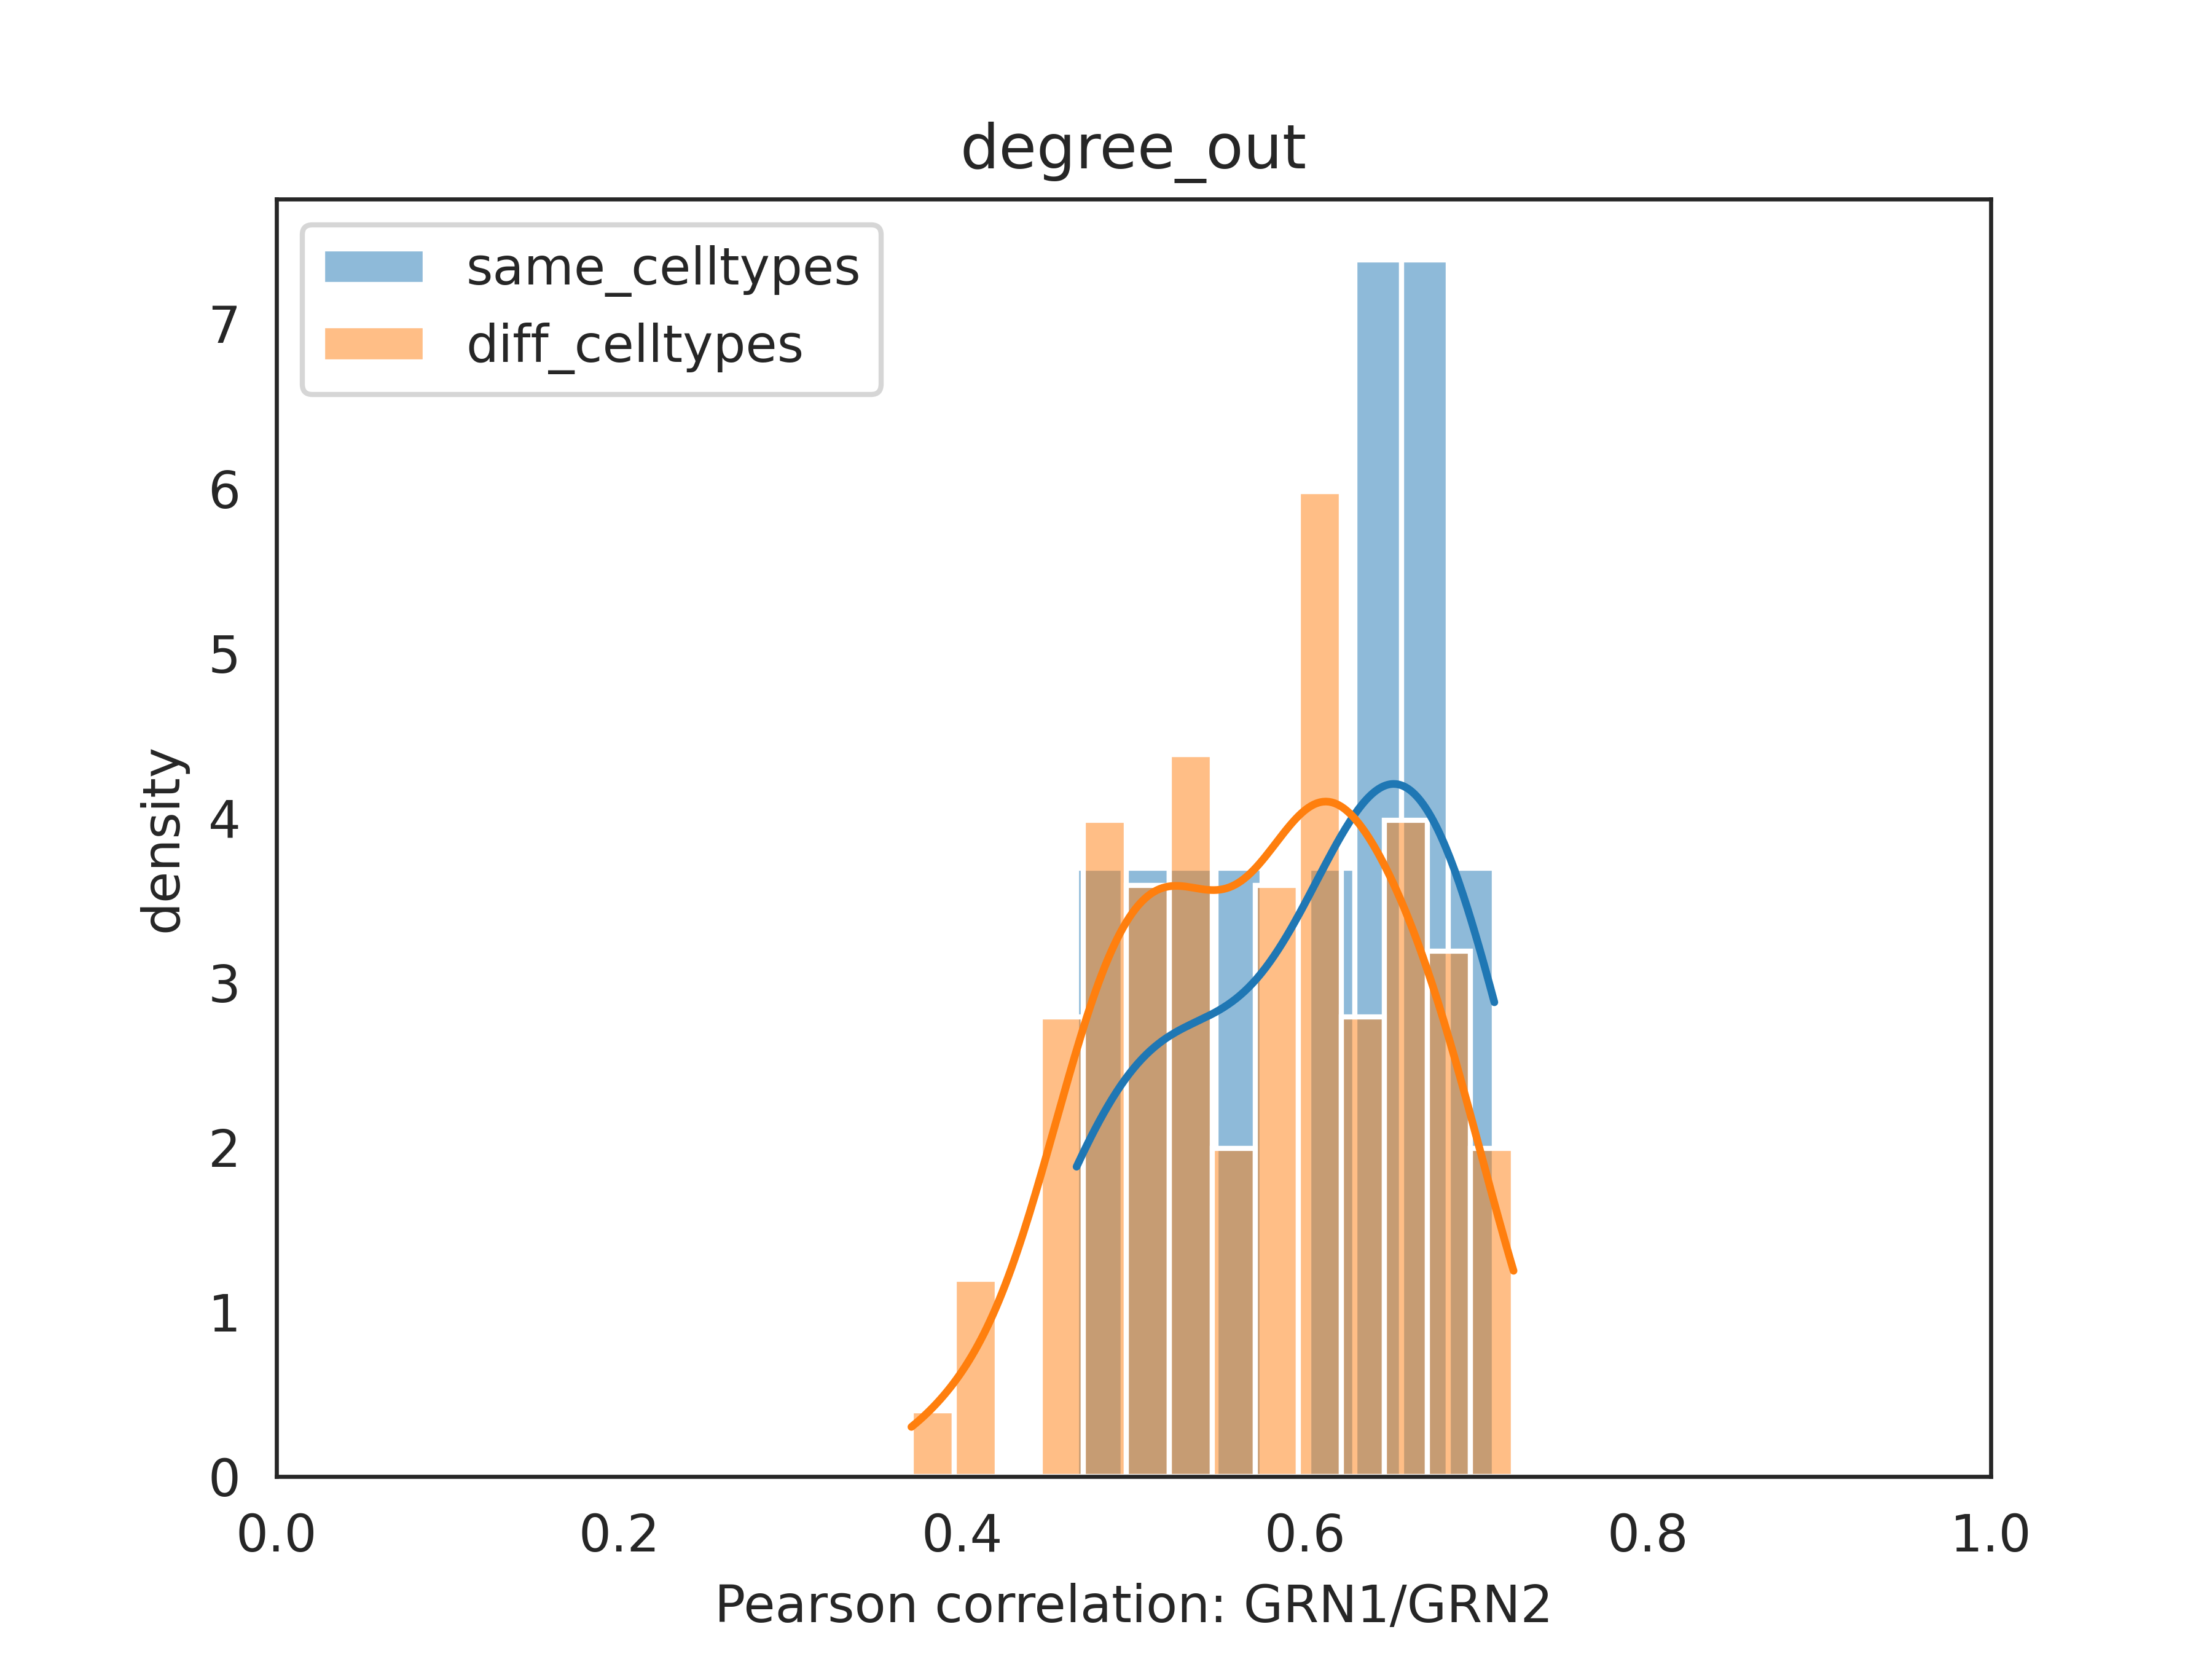 degree_out
same_celltypes
diff_celltypes
7
6
5
4
3
2
1
0
density
0.0 0.2 0.4 0.6 0.8 1.0
Pearson correlation: GRN1/GRN2